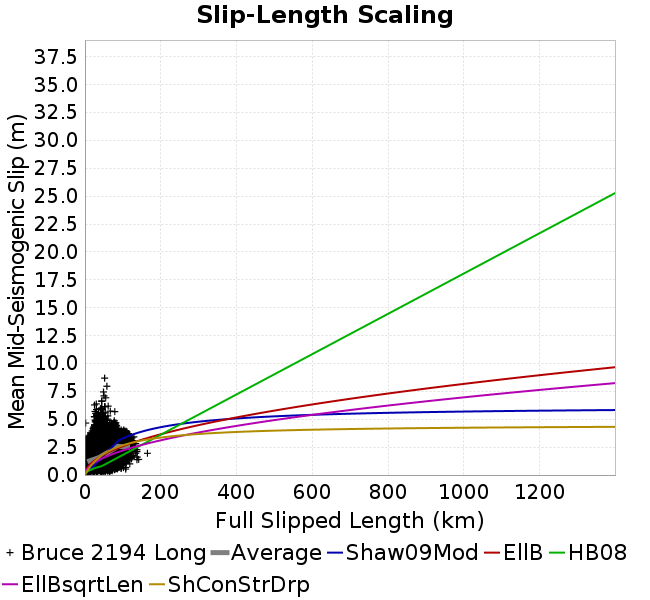 Slip-Length Scaling
Mean Mid-Seismogenic Slip (m)
37.5
35.0
32.5
30.0
27.5
25.0
22.5
20.0
17.5
15.0
12.5
10.0
7.5
5.0
2.5
0.0
0 200 400 600 800 1000 1200
Full Slipped Length (km)
Bruce 2194 Long Average Shaw09Mod EllB HB08
EllBsqrtLen ShConStrDrp